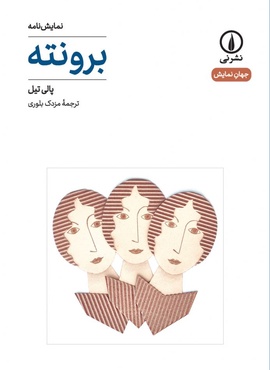 نمایش‌نامه
برونته
پالی تیل
ترجمهٔ مزدک بلوری
نشرنی
جهانِ نمایش